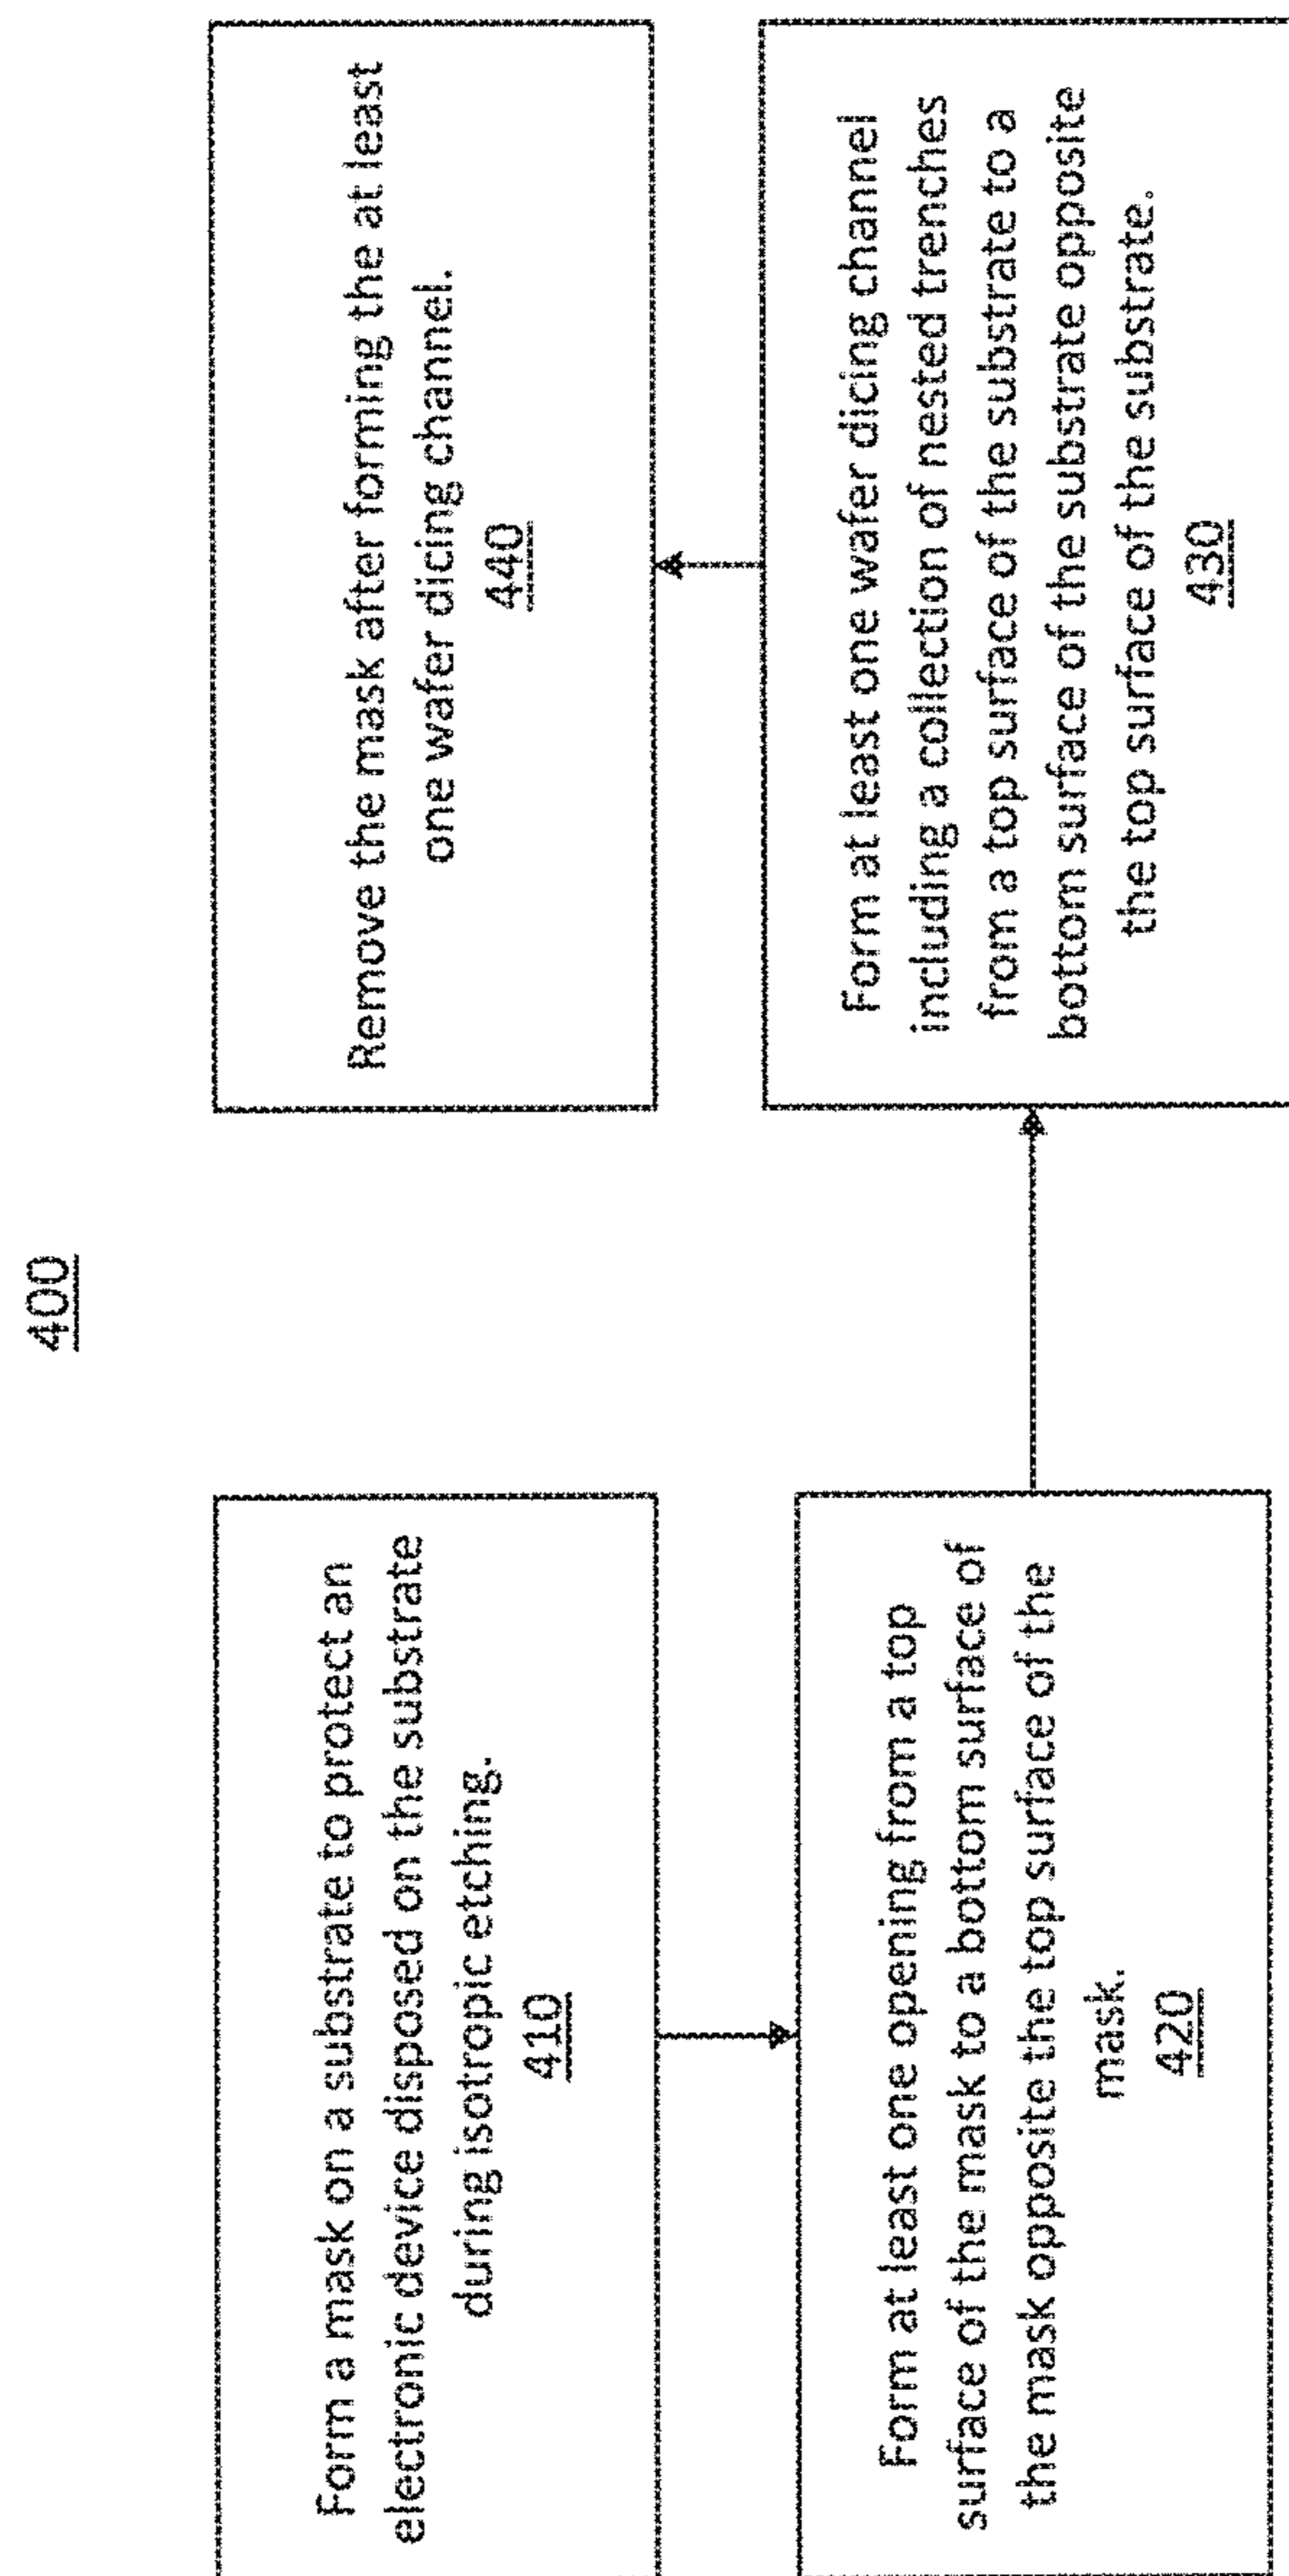 400
Form a mask on a substrate to protect an
electronic device disposed on the substrate
during isotropic etching.
410
Form at least one opening from a top
surface of the mask to a bottom surface of
the mask opposite the top surface of the
mask.
420
Form at least one wafer dicing channel
including a collection of nested trenches
from a top surface of the substrate to a
bottom surface of the substrate opposite
the top surface of the substrate.
430
Remove the mask after forming the at least
one wafer dicing channel.
440